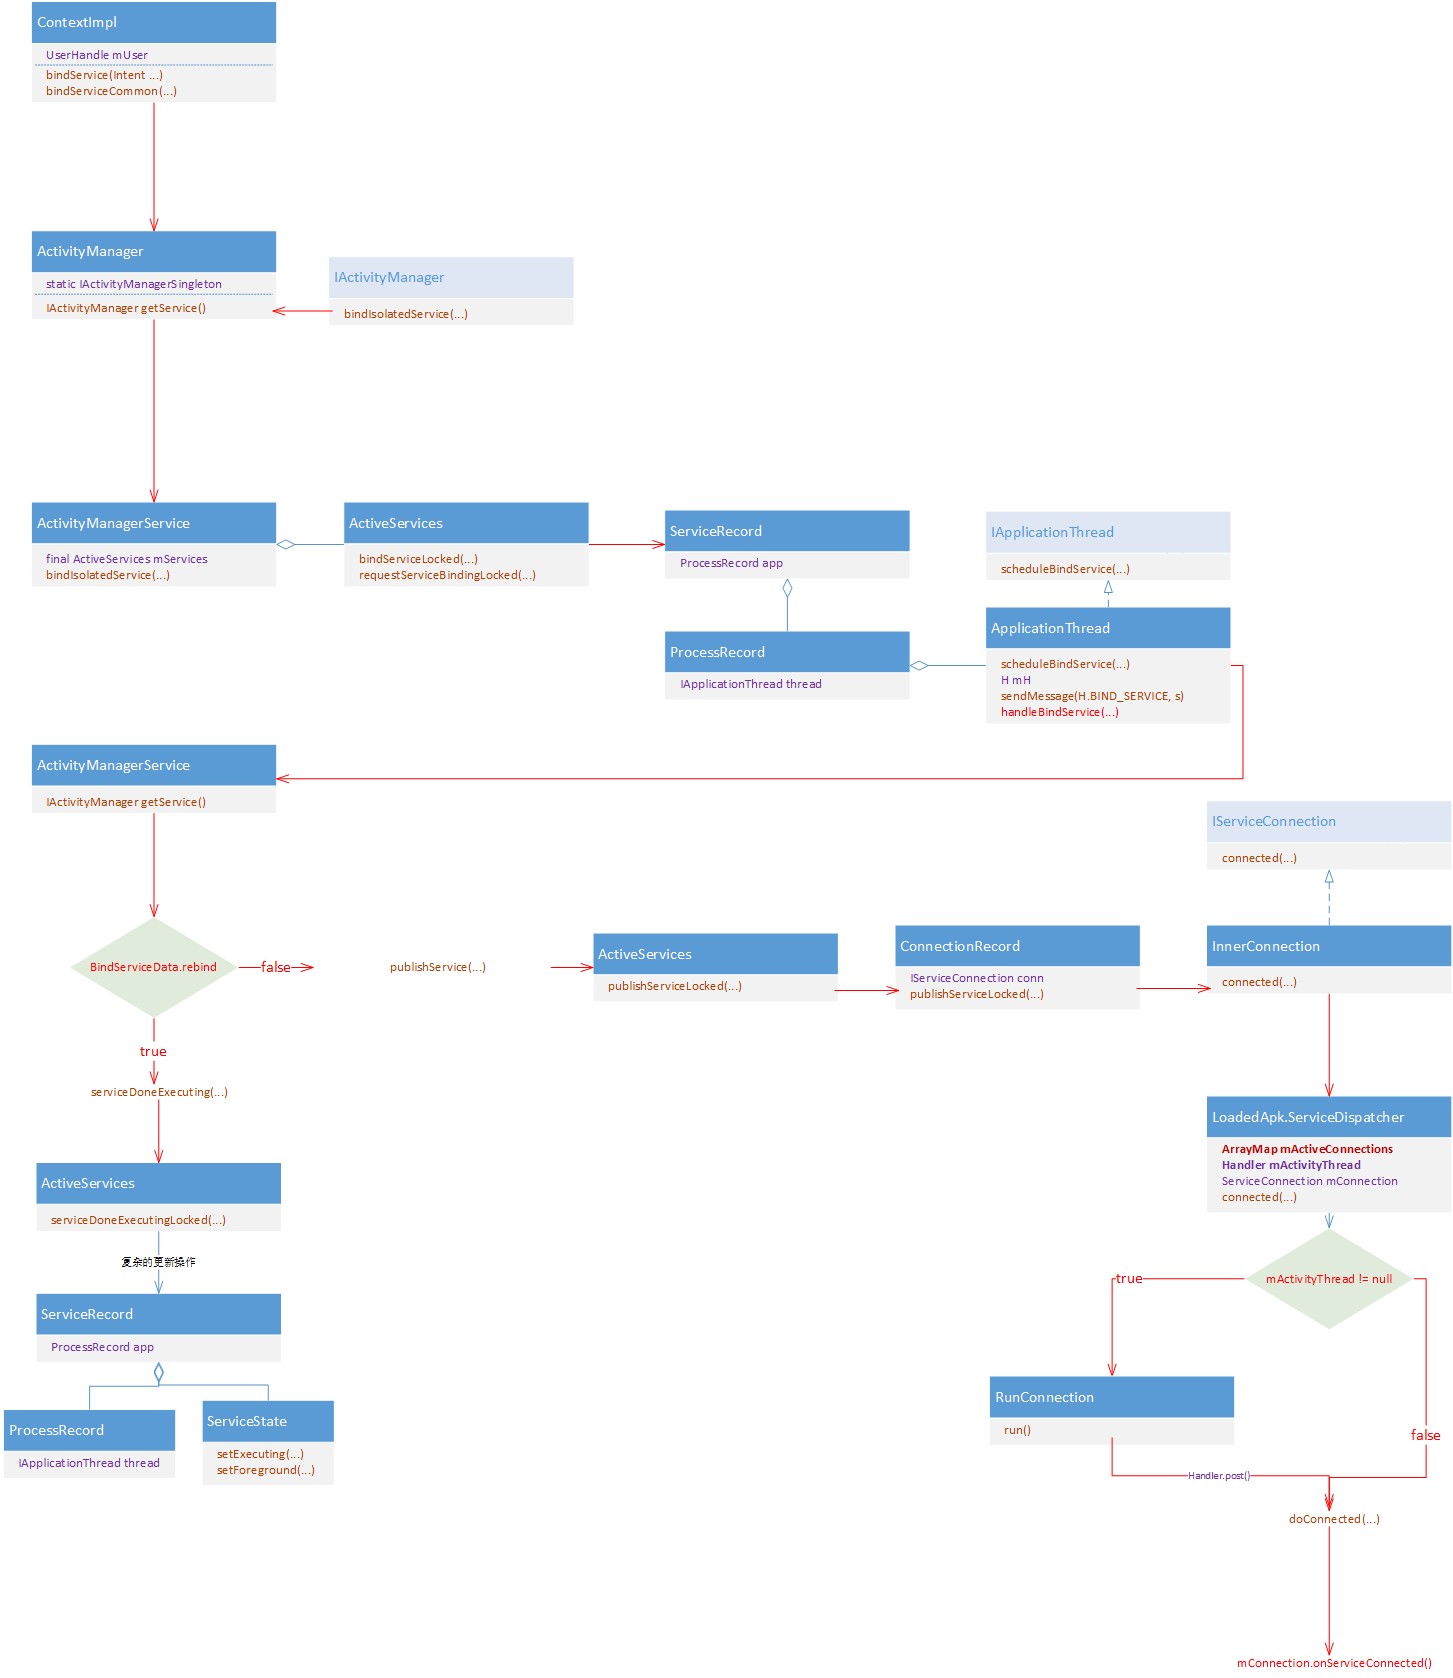 ContextImpl
UserHandle mUser
bindService(Intent ...)
bindServiceCommon(...)
ActivityManager
static IActivityManagerSingleton
IActivityManager getService()
IActivityManager
bindIsolatedService(...)
ActivityManagerService
final ActiveServices mServices
bindIsolatedService(...)
ActiveServices
bindServiceLocked(...)
requestServiceBindingLocked(...)
ServiceRecord
ProcessRecord app
IApplicationThread
scheduleBindService(...)
ProcessRecord
IApplicationThread thread
ApplicationThread
scheduleBindService(...)
H mH
sendMessage(H.BIND_SERVICE, s)
handleBindService(...)
ActivityManagerService
IActivityManager getService()
IServiceConnection
connected(...)
BindServiceData.rebind
false
publishService(...)
ActiveServices
publishServiceLocked(...)
ConnectionRecord
IServiceConnection conn
publishServiceLocked(...)
InnerConnection
connected(...)
true
serviceDoneExecuting(...)
LoadedApk.ServiceDispatcher
ArrayMap mActiveConnections
Handler mActivityThread
ServiceConnection mConnection
connected(...)
ActiveServices
serviceDoneExecutingLocked(...)
复杂的更新操作
ServiceRecord
ProcessRecord app
mActivityThread != null
true
false
ProcessRecord
IApplicationThread thread
ServiceState
setExecuting(...)
setForeground(...)
RunConnection
run()
Handler.post()
doConnected(...)
mConnection.onServiceConnected()